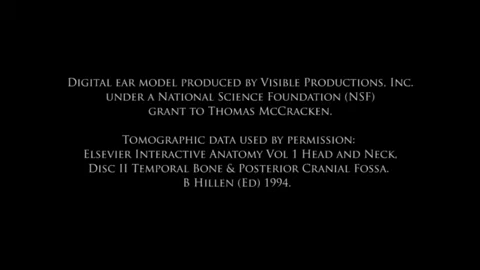 Digital ear model produced by Visible Productions, Inc.
under a National Science Foundation (NSF)
grant to Thomas McCracken.
Tomographic data used by permission:
Elsevier Interactive Anatomy Vol 1 Head and Neck,
Disc II Temporal Bone & Posterior Cranial Fossa.
B Hillen (Ed) 1994.